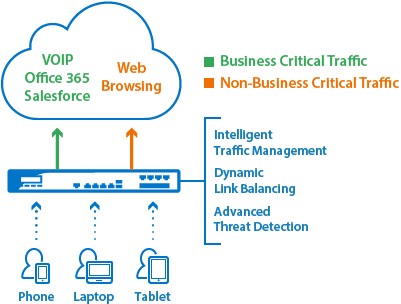 VOIP
Office 365
Salesforce
Web
Browsing
Business Critical Traffic
Non-Business Critical Traffic
Intelligent
Traffic Management
Dynamic
Link Balancing
Advanced
Threat Detection
Phone
Laptop
Tablet